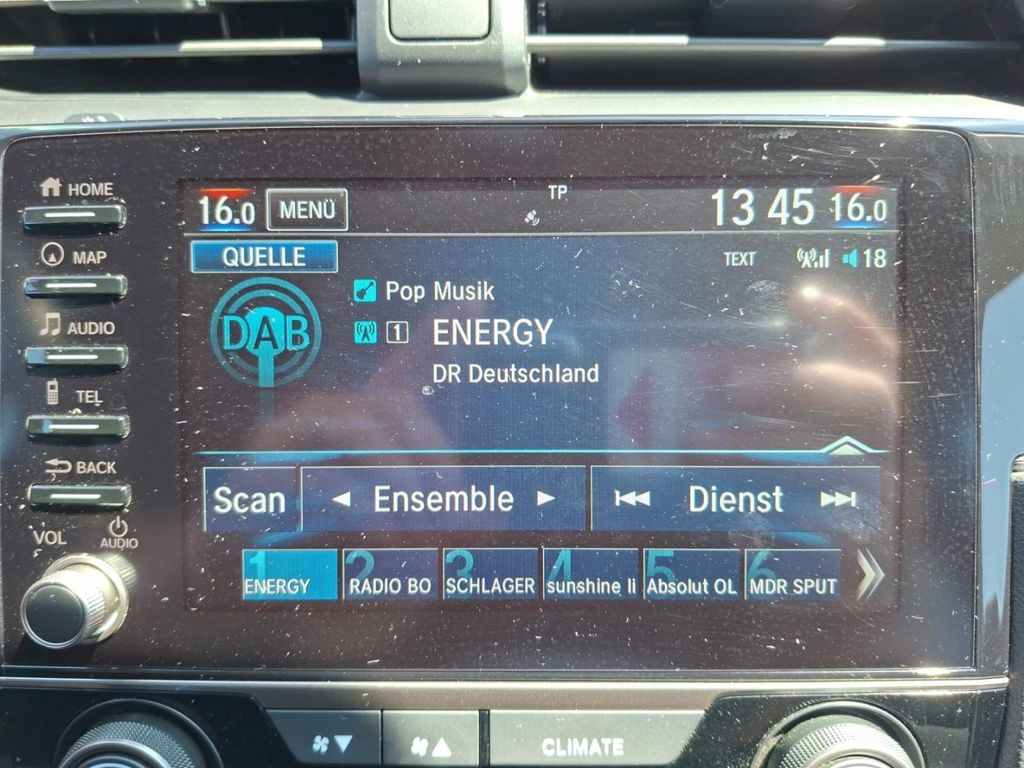 HOME
MAP
AUDIO
TEL
BACK
VOL
AUDIO
16.0 MENÜ TP 13 45 16.0
QUELLE TEXT 18
DAB
Pop Musik
1 ENERGY
DR Deutschland
Scan Ensemble Dienst
1 2 3 4 5 6
ENERGY RADIO BO SCHLAGER sunshine li Absolut OL MDR SPUT
CLIMATE